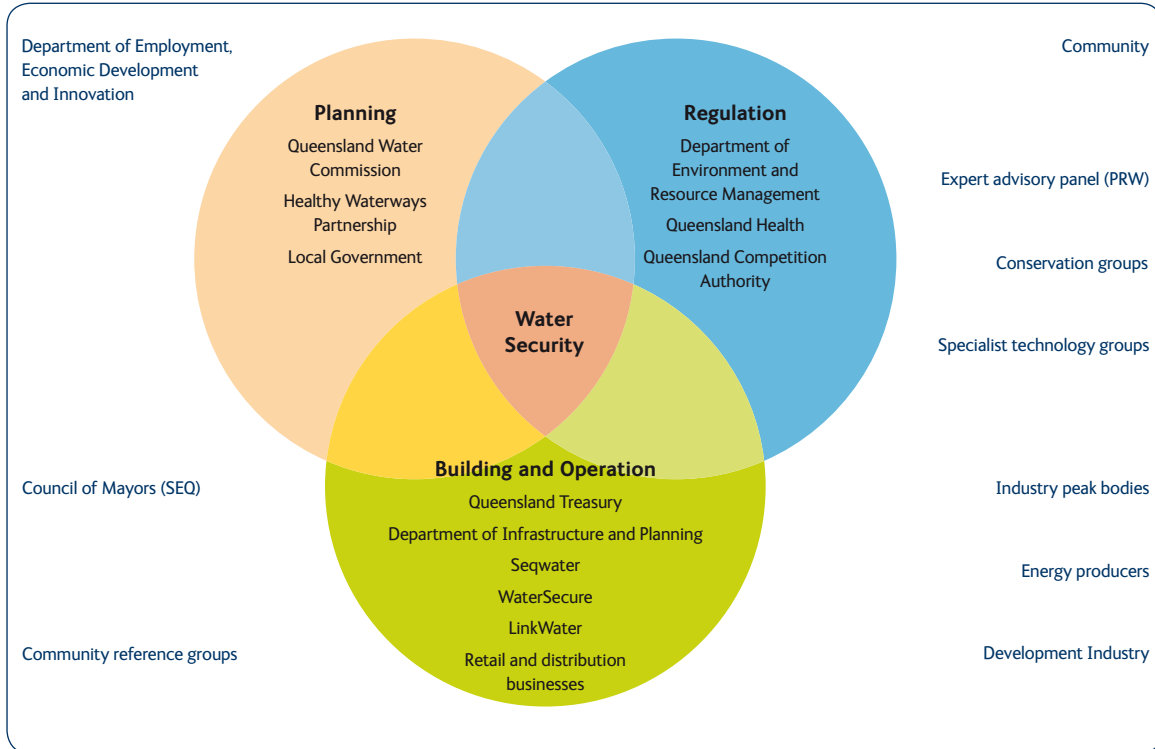 Department of Employment,
Economic Development
and Innovation
Community
Planning
Queensland Water
Commission
Healthy Waterways
Partnership
Local Government
Regulation
Department of
Environment and
Resource Management
Queensland Health
Queensland Competition
Authority
Expert advisory panel (PRW)
Conservation groups
Water
Security
Specialist technology groups
Building and Operation
Queensland Treasury
Department of Infrastructure and Planning
Seqwater
WaterSecure
LinkWater
Retail and distribution
businesses
Council of Mayors (SEQ)
Community reference groups
Industry peak bodies
Energy producers
Development Industry